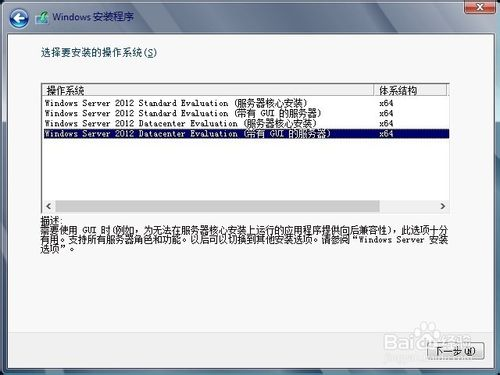 Windows 安装程序
选择要安装的操作系统(S)
操作系统 体系结构
Windows Server 2012 Standard Evaluation (服务器核心安装) x64
Windows Server 2012 Standard Evaluation (带有 GUI 的服务器) x64
Windows Server 2012 Datacenter Evaluation (服务器核心安装) x64
Windows Server 2012 Datacenter Evaluation (带有 GUI 的服务器) x64
描述:
需要使用 GUI 时(例如，为无法在服务器核心安装上运行的应用程序提供向后兼容性)，此选项十分
有用。支持所有服务器角色和功能。以后可以切换到其他安装选项。请参阅“Windows Server 安装
选项”。
Baidu经验
下一步(N)